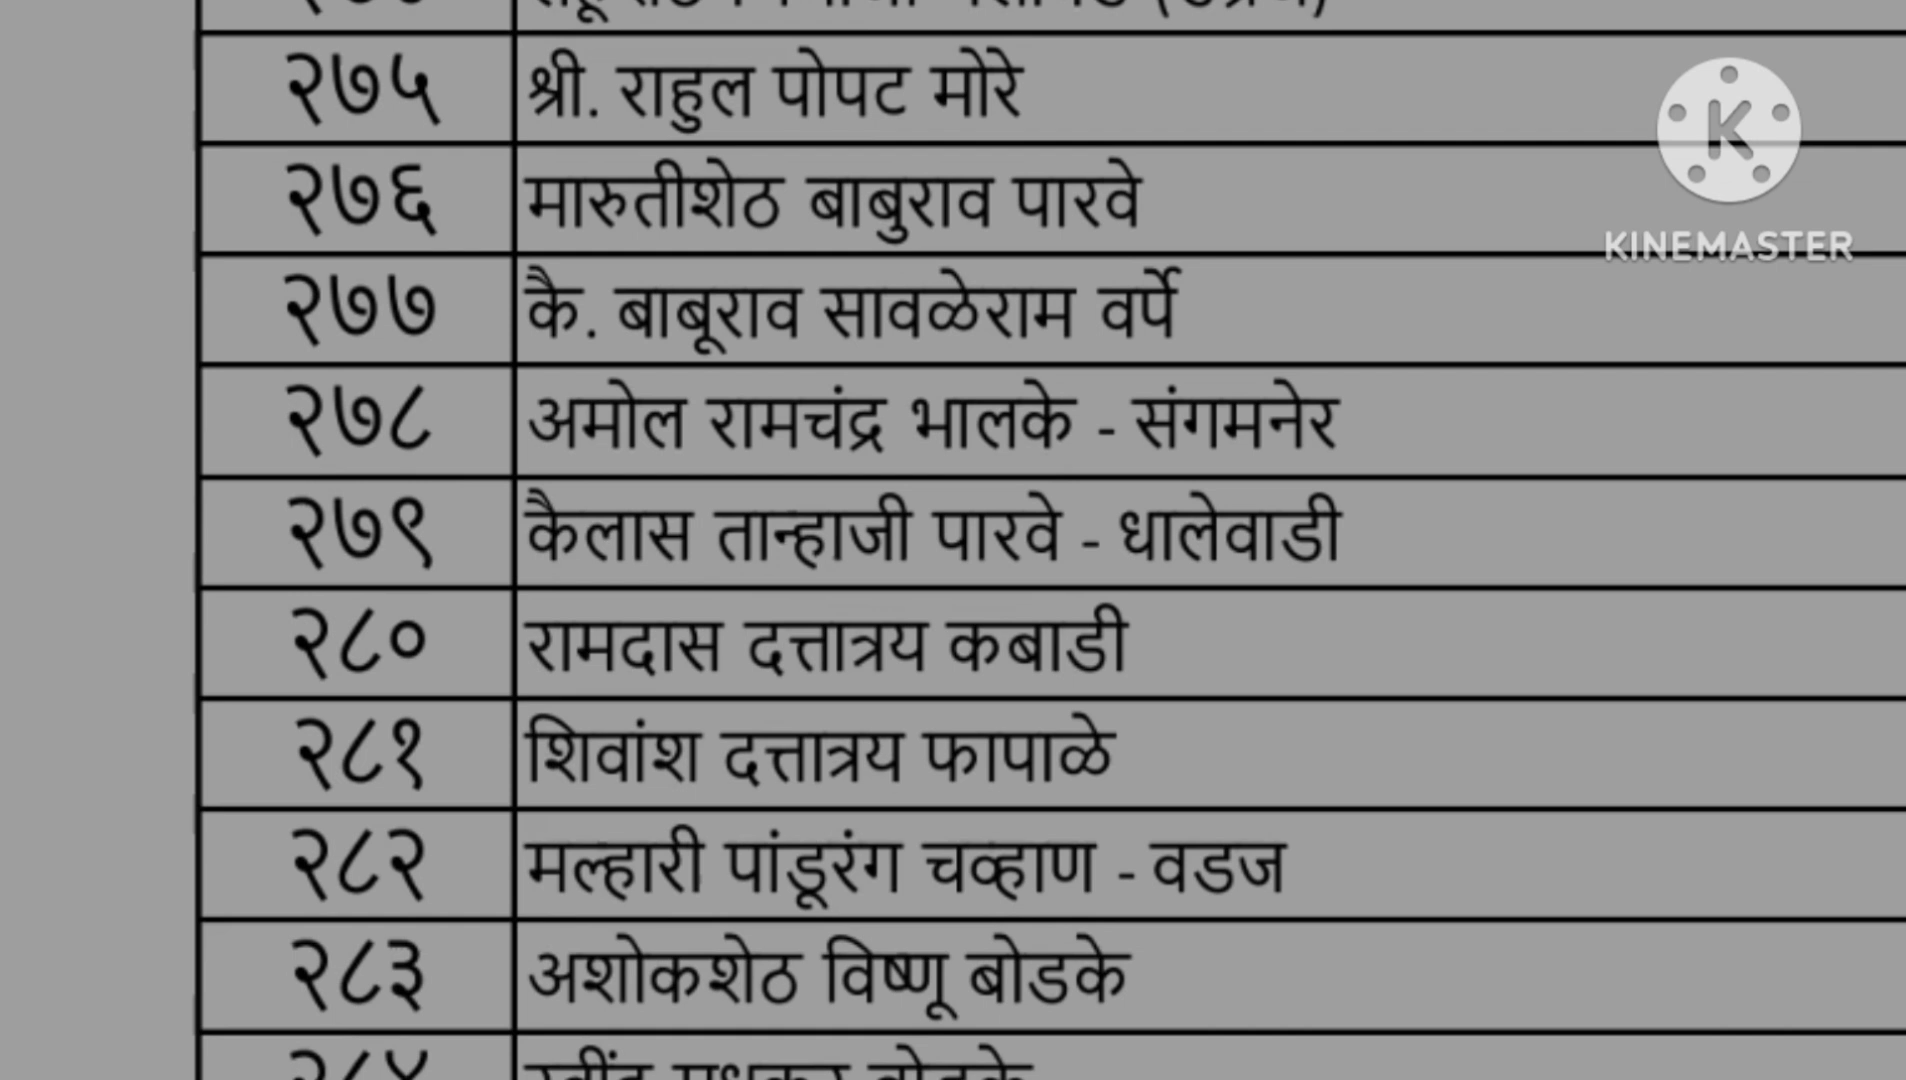 २७५ श्री. राहुल पोपट मोरे
२७६ मारुतीशेठ बाबुराव पारवे
२७७ कै. बाबूराव सावळेराम वर्पे
२७८ अमोल रामचंद्र भालके - संगमनेर
२७९ कैलास तान्हाजी पारवे - धालेवाडी
२८० रामदास दत्तात्रय कबाडी
२८१ शिवांश दत्तात्रय फापाळे
२८२ मल्हारी पांडूरंग चव्हाण - वडज
२८३ अशोकशेठ विष्णू बोडके
२८४
K
KINEMASTER